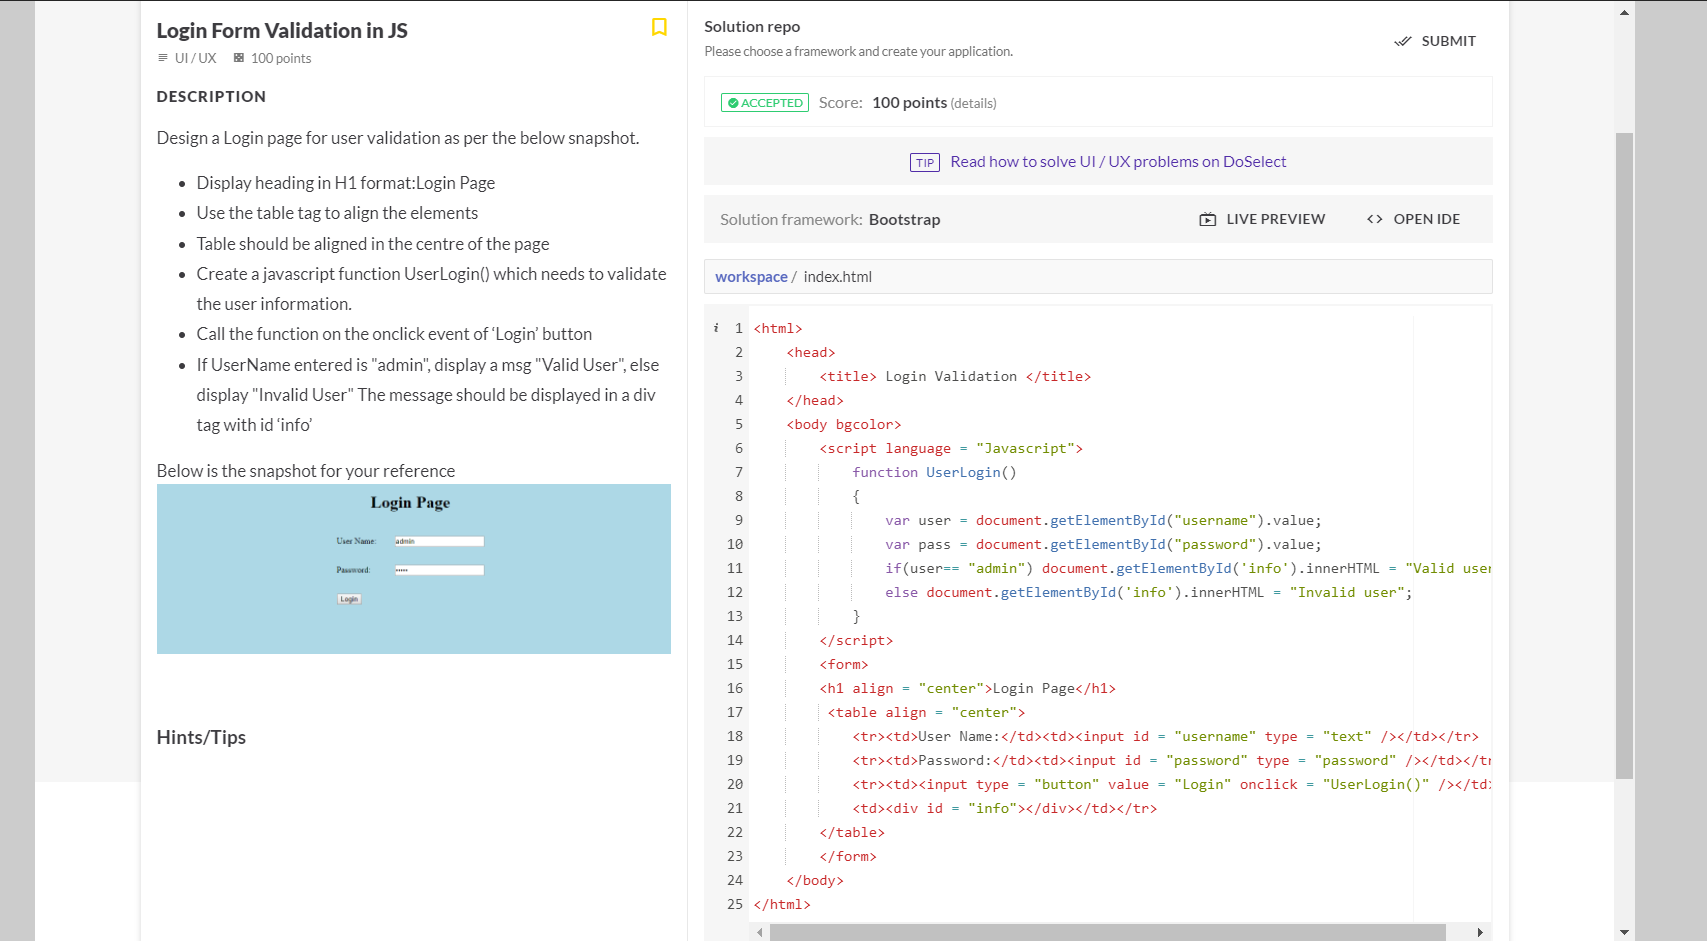 Login Form Validation in JS
UI / UX 100 points
DESCRIPTION
Design a Login page for user validation as per the below snapshot.
• Display heading in H1 format:Login Page
• Use the table tag to align the elements
• Table should be aligned in the centre of the page
• Create a javascript function UserLogin() which needs to validate
the user information.
• Call the function on the onclick event of ‘Login’ button
• If UserName entered is "admin", display a msg "Valid User", else
display "Invalid User" The message should be displayed in a div
tag with id ‘info’
Below is the snapshot for your reference
Login Page
User Name: admin
Password: •••••
Login
Hints/Tips
Solution repo
Please choose a framework and create your application.
SUBMIT
ACCEPTED Score: 100 points (details)
TIP Read how to solve UI / UX problems on DoSelect
Solution framework: Bootstrap LIVE PREVIEW <> OPEN IDE
workspace / index.html
i 1 <html>
2 <head>
3 <title> Login Validation </title>
4 </head>
5 <body bgcolor>
6 <script language = "Javascript">
7 function UserLogin()
8 {
9 var user = document.getElementById("username").value;
10 var pass = document.getElementById("password").value;
11 if(user== "admin") document.getElementById('info').innerHTML = "Valid user
12 else document.getElementById('info').innerHTML = "Invalid user";
13 }
14 </script>
15 <form>
16 <h1 align = "center">Login Page</h1>
17 <table align = "center">
18 <tr><td>User Name:</td><td><input id = "username" type = "text" /></td></tr>
19 <tr><td>Password:</td><td><input id = "password" type = "password" /></td></tr
20 <tr><td><input type = "button" value = "Login" onclick = "UserLogin()" /></td>
21 <td><div id = "info"></div></td></tr>
22 </table>
23 </form>
24 </body>
25 </html>